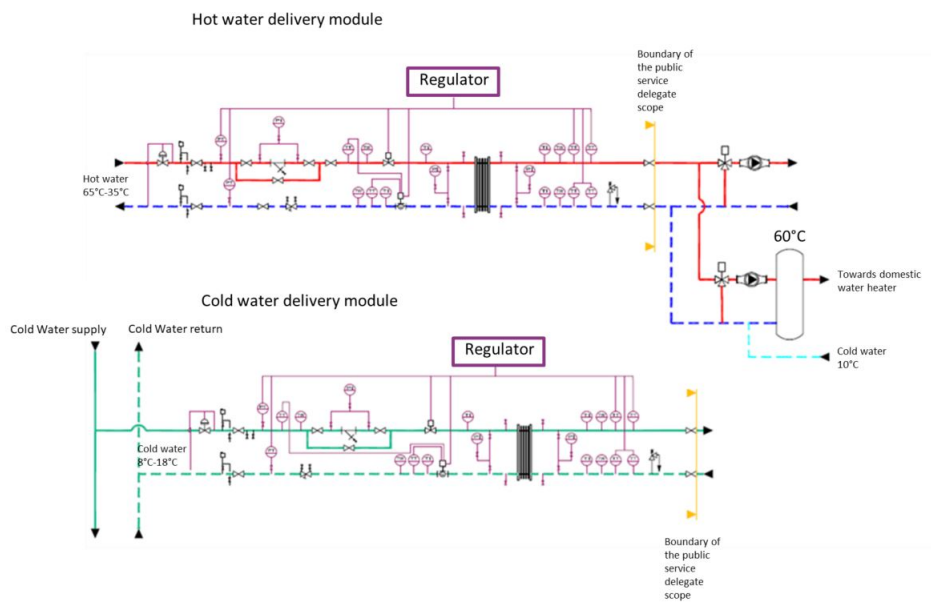 Hot water delivery module
Boundary of
the public
service
delegate
scope
Regulator
Hot water
65°C-35°C
60°C
Towards domestic
water heater
Cold water delivery module
Cold Water supply
Cold Water return
Regulator
Cold water
10°C
Cold water
8°C-18°C
Boundary of
the public
service
delegate
scope